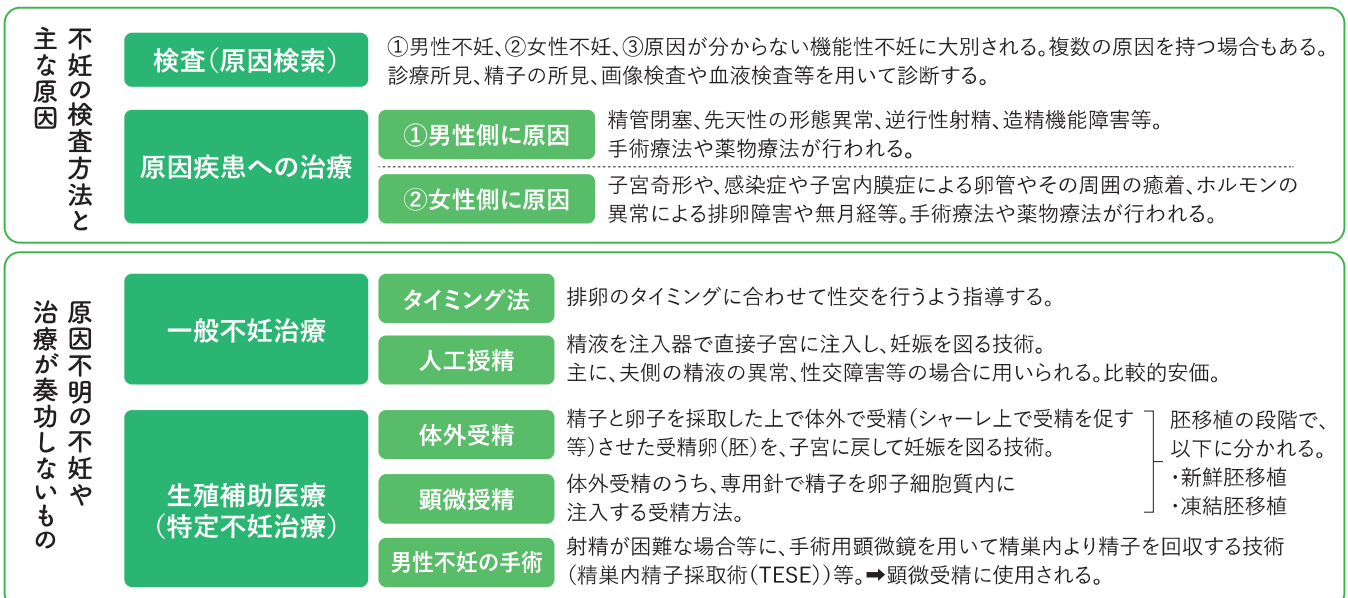 不妊の検査方法と
主な原因
検査（原因検索）
①男性不妊、②女性不妊、③原因が分からない機能性不妊に大別される。複数の原因を持つ場合もある。
診療所見、精子の所見、画像検査や血液検査等を用いて診断する。
原因疾患への治療
①男性側に原因
精管閉塞、先天性の形態異常、逆行性射精、造精機能障害等。
手術療法や薬物療法が行われる。
②女性側に原因
子宮奇形や、感染症や子宮内膜症による卵管やその周囲の癒着、ホルモンの
異常による排卵障害や無月経等。手術療法や薬物療法が行われる。
原因不明の不妊や
治療が奏功しないもの
一般不妊治療
タイミング法
排卵のタイミングに合わせて性交を行うよう指導する。
人工授精
精液を注入器で直接子宮に注入し、妊娠を図る技術。
主に、夫側の精液の異常、性交障害等の場合に用いられる。比較的安価。
生殖補助医療
（特定不妊治療）
体外受精
精子と卵子を採取した上で体外で受精（シャーレ上で受精を促す
等）させた受精卵（胚）を、子宮に戻して妊娠を図る技術。
顕微授精
体外受精のうち、専用針で精子を卵子細胞質内に
注入する受精方法。
胚移植の段階で、
以下に分かれる。
・新鮮胚移植
・凍結胚移植
男性不妊の手術
射精が困難な場合等に、手術用顕微鏡を用いて精巣内より精子を回収する技術
（精巣内精子採取術（TESE））等。➡顕微受精に使用される。